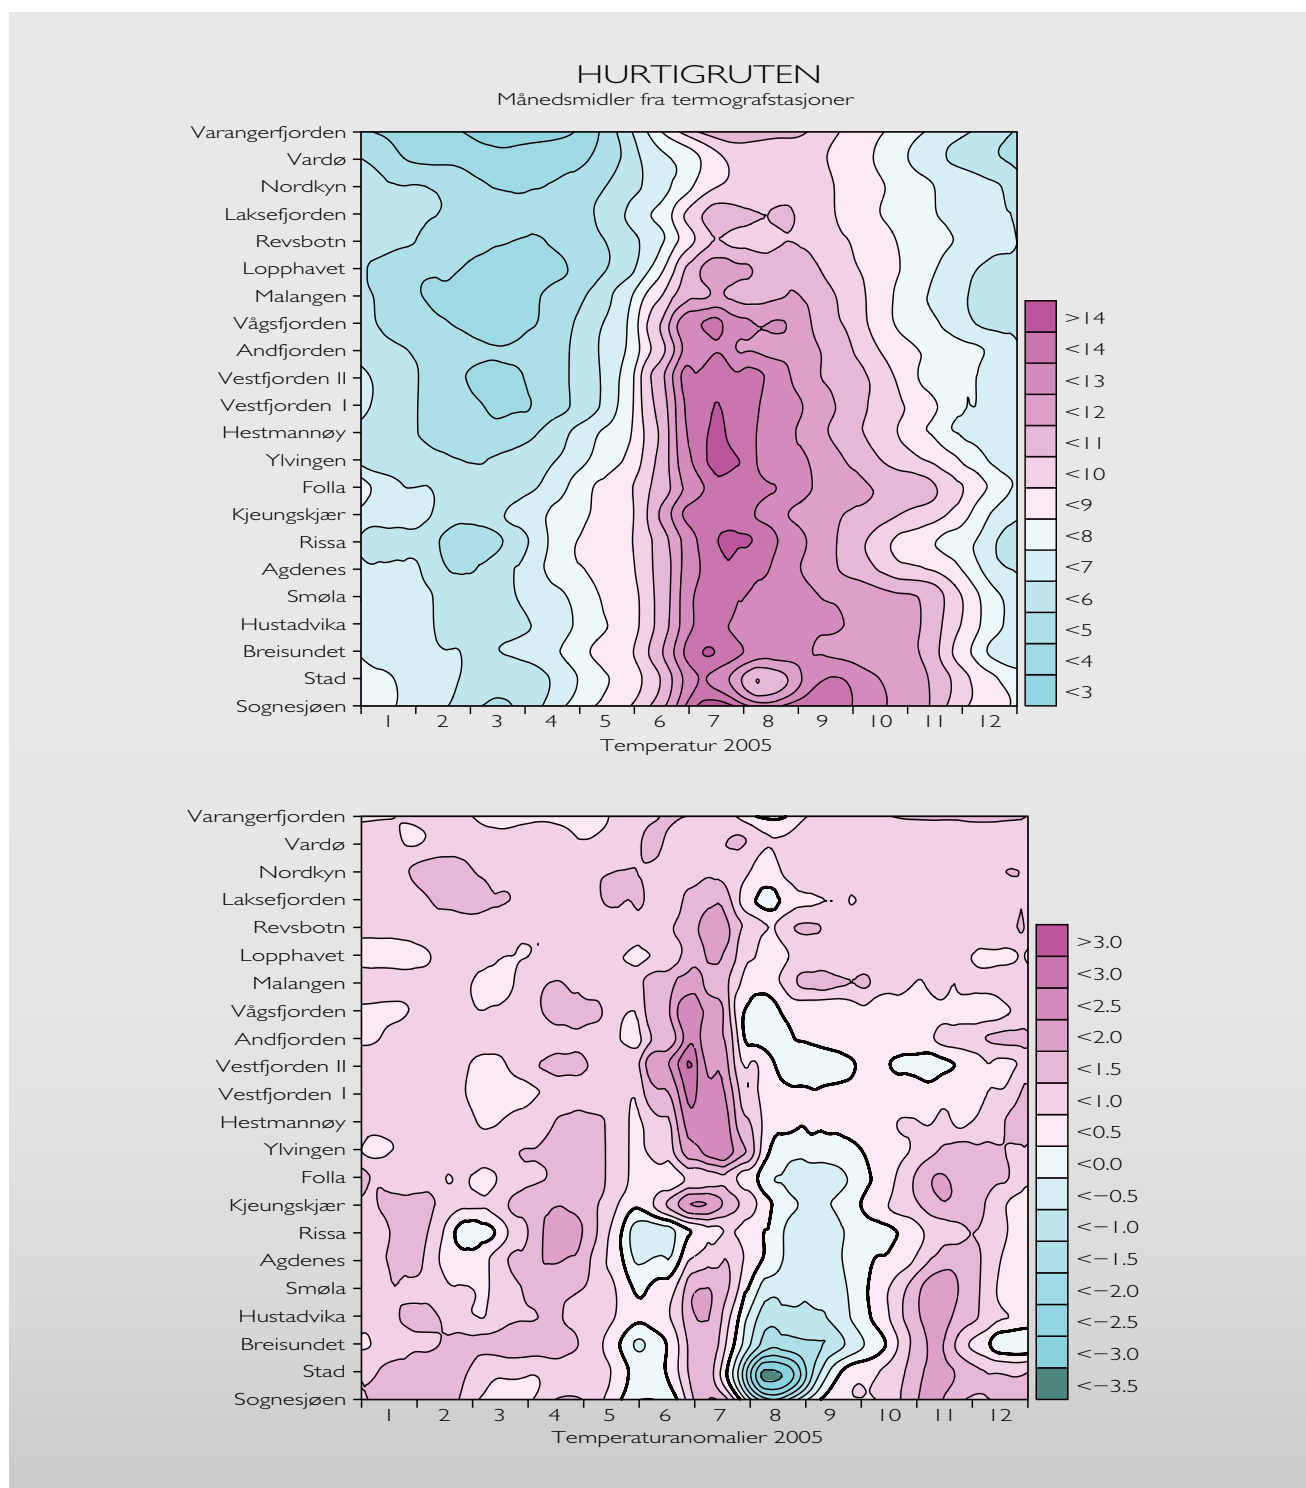 HURTIGRUTEN
Månedsmidler fra termografstasjoner
Varangerfjorden
Vardø
Nordkyn
Laksefjorden
Revsbotn
Lopphavet
Malangen
Vågsfjorden
Andfjorden
Vestfjorden II
Vestfjorden I
Hestmannøy
Ylvingen
Folla
Kjeungskjær
Rissa
Agdenes
Smøla
Hustadvika
Breisundet
Stad
Sognesjøen
>14
<14
<13
<12
<11
<10
<9
<8
<7
<6
<5
<4
<3
1 2 3 4 5 6 7 8 9 10 11 12
Temperatur 2005
Varangerfjorden
Vardø
Nordkyn
Laksefjorden
Revsbotn
Lopphavet
Malangen
Vågsfjorden
Andfjorden
Vestfjorden II
Vestfjorden I
Hestmannøy
Ylvingen
Folla
Kjeungskjær
Rissa
Agdenes
Smøla
Hustadvika
Breisundet
Stad
Sognesjøen
>3.0
<3.0
<2.5
<2.0
<1.5
<1.0
<0.5
<0.0
<−0.5
<−1.0
<−1.5
<−2.0
<−2.5
<−3.0
<−3.5
1 2 3 4 5 6 7 8 9 10 11 12
Temperaturanomalier 2005